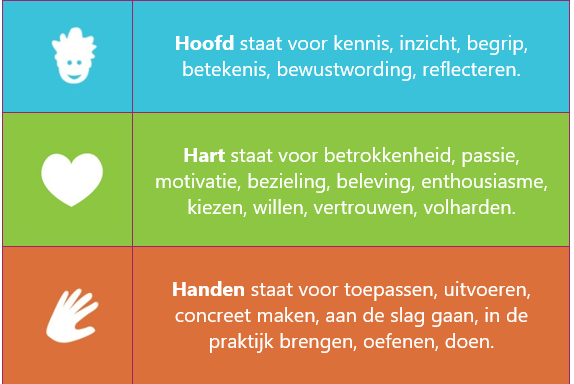 Hoofd staat voor kennis, inzicht, begrip,
betekenis, bewustwording, reflecteren.
Hart staat voor betrokkenheid, passie,
motivatie, bezieling, beleving, enthousiasme,
kiezen, willen, vertrouwen, volharden.
Handen staat voor toepassen, uitvoeren,
concreet maken, aan de slag gaan, in de
praktijk brengen, oefenen, doen.